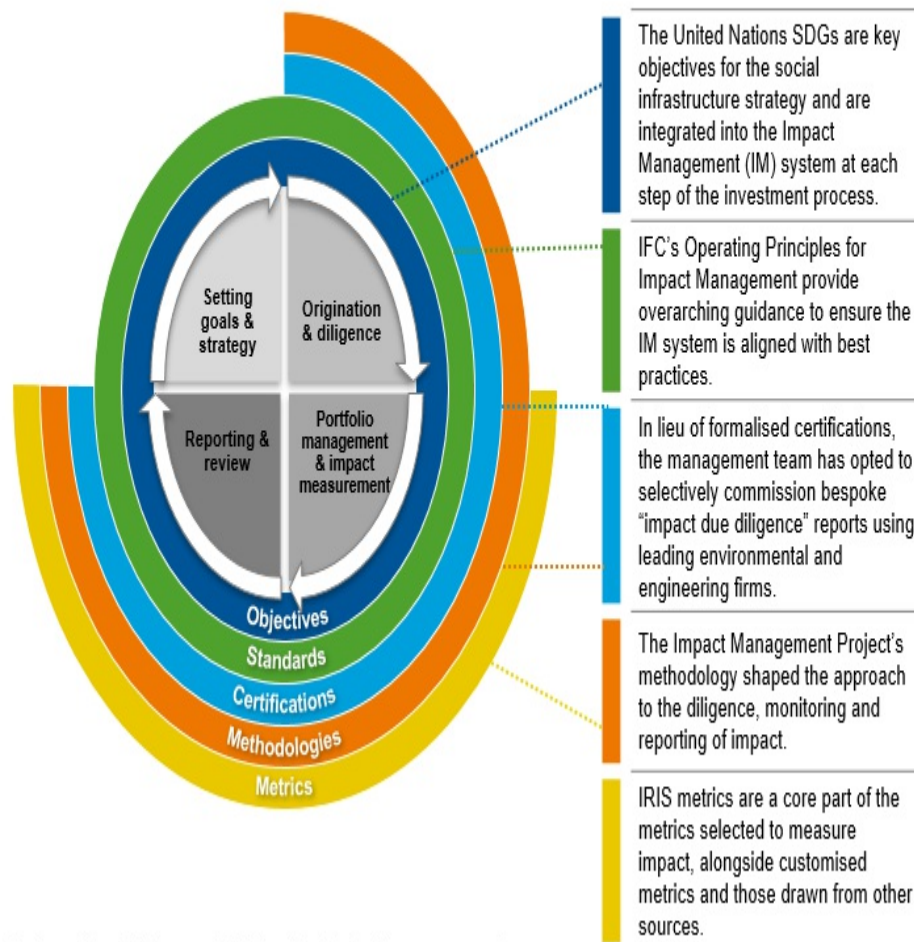 Setting
goals &
strategy
Origination
& diligence
Reporting &
review
Portfolio
management
& impact
measurement
Objectives
Standards
Certifications
Methodologies
Metrics
The United Nations SDGs are key
objectives for the social
infrastructure strategy and are
integrated into the Impact
Management (IM) system at each
step of the investment process.
IFC's Operating Principles for
Impact Management provide
overarching guidance to ensure the
IM system is aligned with best
practices.
In lieu of formalised certifications,
the management team has opted to
selectively commission bespoke
“impact due diligence” reports using
leading environmental and
engineering firms.
The Impact Management Project's
methodology shaped the approach
to the diligence, monitoring and
reporting of impact.
IRIS metrics are a core part of the
metrics selected to measure
impact, alongside customised
metrics and those drawn from other
sources.